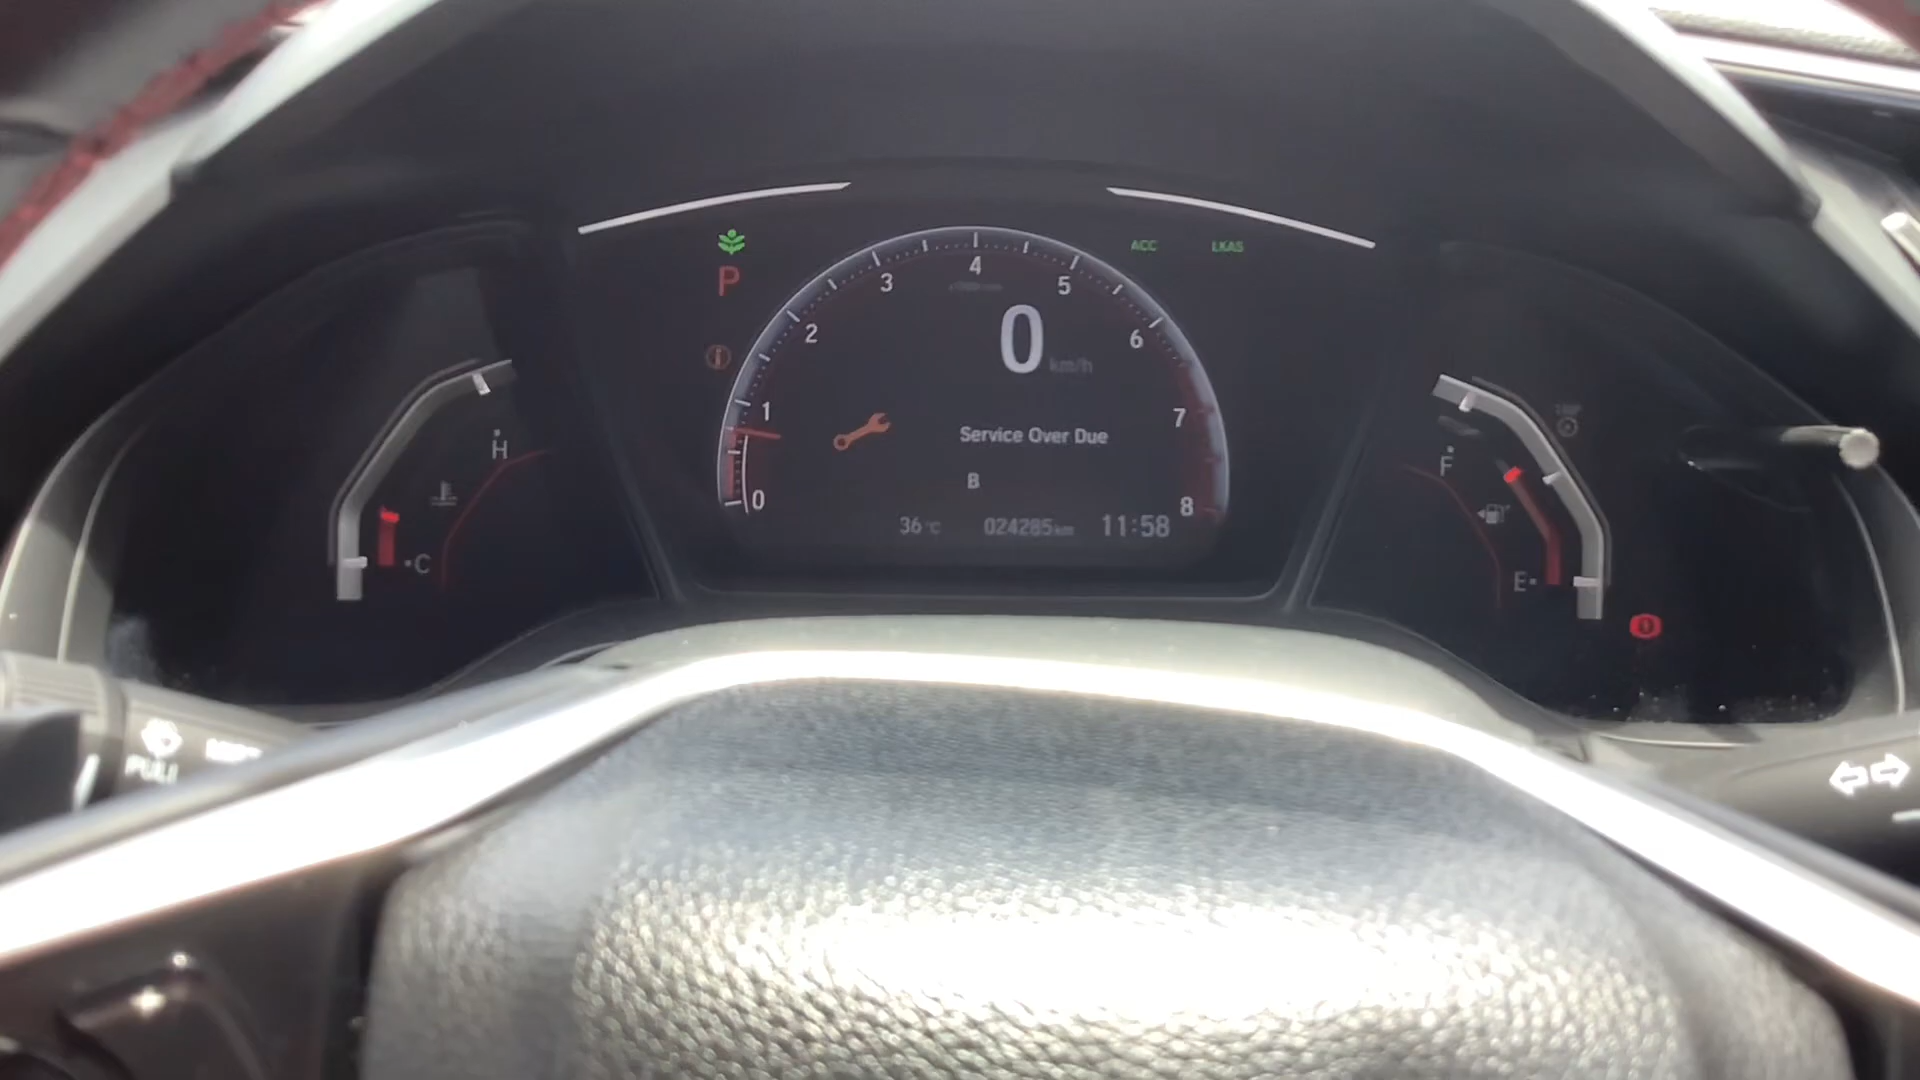 ACC LKAS
P
4
3
5
0 km/h
2
6
1
7
Service Over Due
H
F
B
0
8
36 °C 024285 km 11:58
C
E
PULL